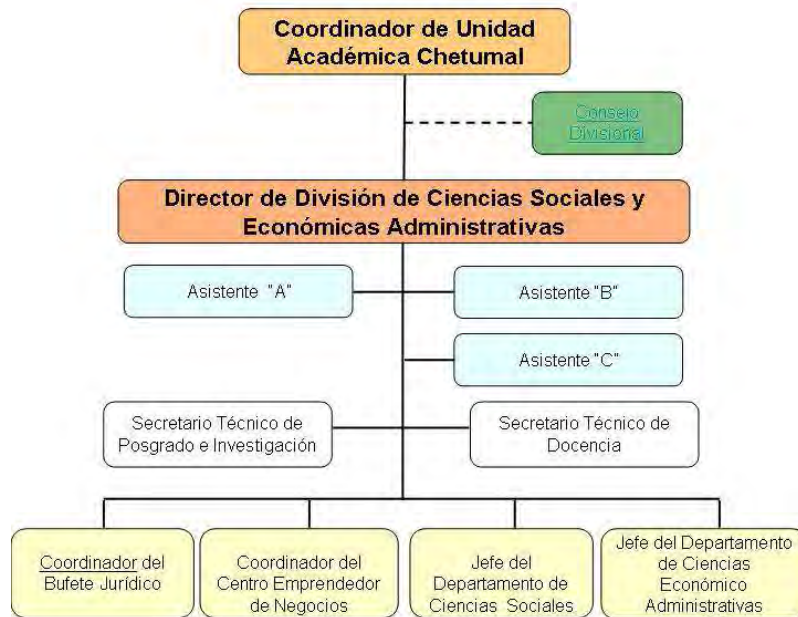 Coordinador de Unidad
Académica Chetumal
Consejo
Divisional
Director de División de Ciencias Sociales y
Económicas Administrativas
Asistente "A"
Asistente "B"
Asistente "C"
Secretario Técnico de
Posgrado e Investigación
Secretario Técnico de
Docencia
Coordinador del
Bufete Jurídico
Coordinador del
Centro Emprendedor
de Negocios
Jefe del
Departamento de
Ciencias Sociales
Jefe del Departamento
de Ciencias
Económico
Administrativas